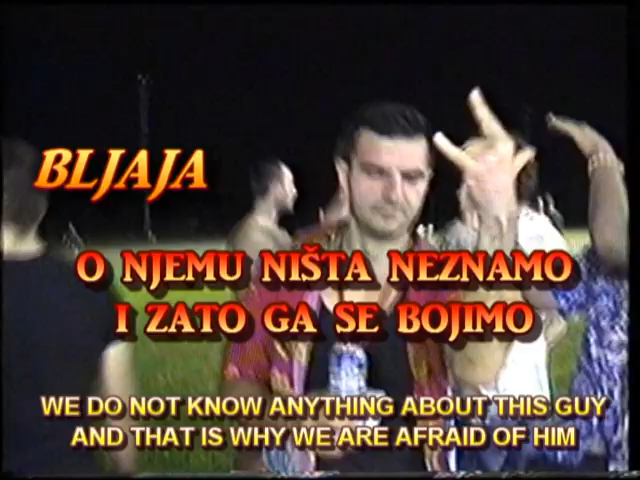 BLJAJA
O NJEMU NIŠTA NEZNAMO
I ZATO GA SE BOJIMO
WE DO NOT KNOW ANYTHING ABOUT THIS GUY
AND THAT IS WHY WE ARE AFRAID OF HIM